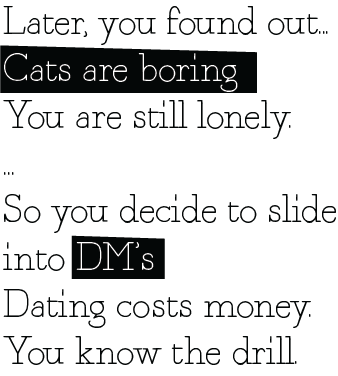 Later, you found out...
Cats are boring
You are still lonely.
...
So you decide to slide
into DM's
Dating costs money.
You know the drill.